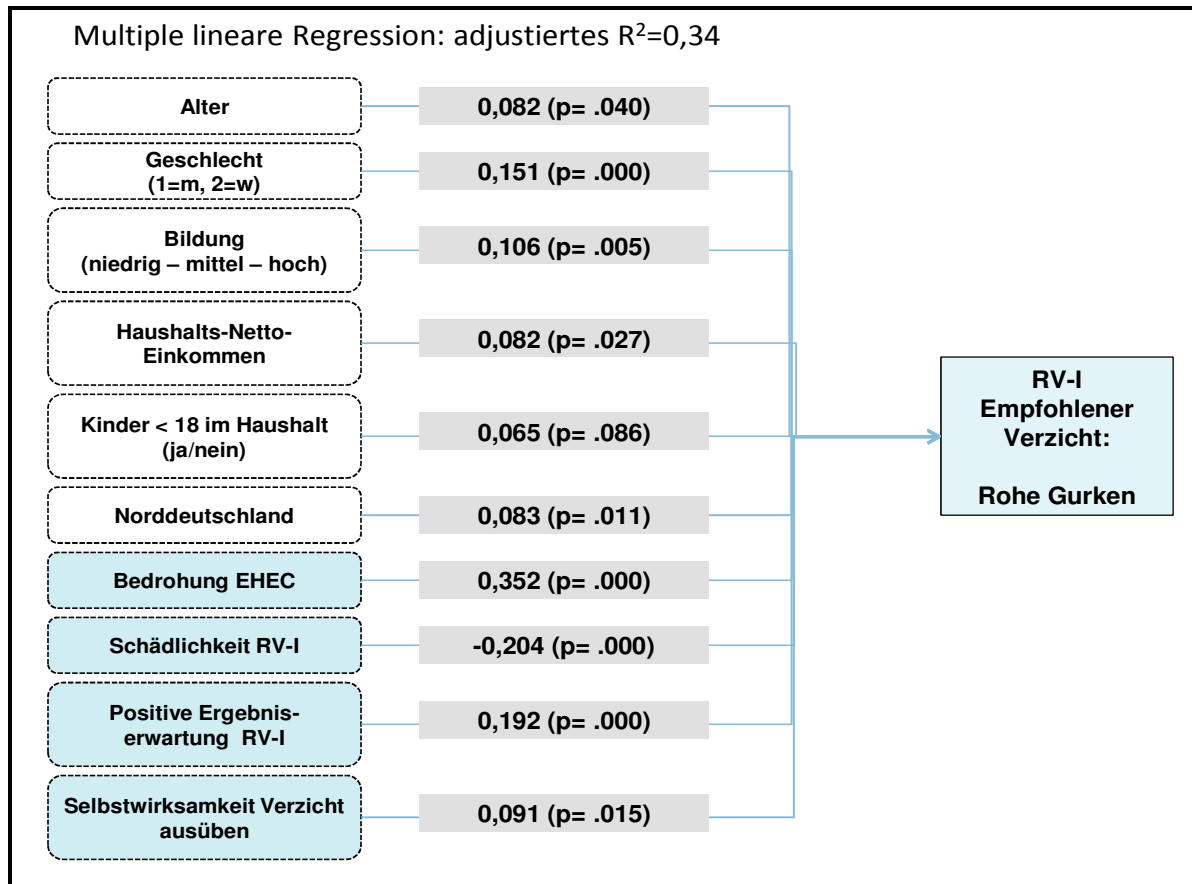 Multiple lineare Regression: adjustiertes R²=0,34
Alter
0,082 (p= .040)
Geschlecht
(1=m, 2=w)
0,151 (p= .000)
Bildung
(niedrig – mittel – hoch)
0,106 (p= .005)
Haushalts-Netto-
Einkommen
0,082 (p= .027)
Kinder < 18 im Haushalt
(ja/nein)
0,065 (p= .086)
Norddeutschland
0,083 (p= .011)
Bedrohung EHEC
0,352 (p= .000)
Schädlichkeit RV-I
-0,204 (p= .000)
Positive Ergebnis-
erwartung RV-I
0,192 (p= .000)
Selbstwirksamkeit Verzicht
ausüben
0,091 (p= .015)
RV-I
Empfohlener
Verzicht:
Rohe Gurken